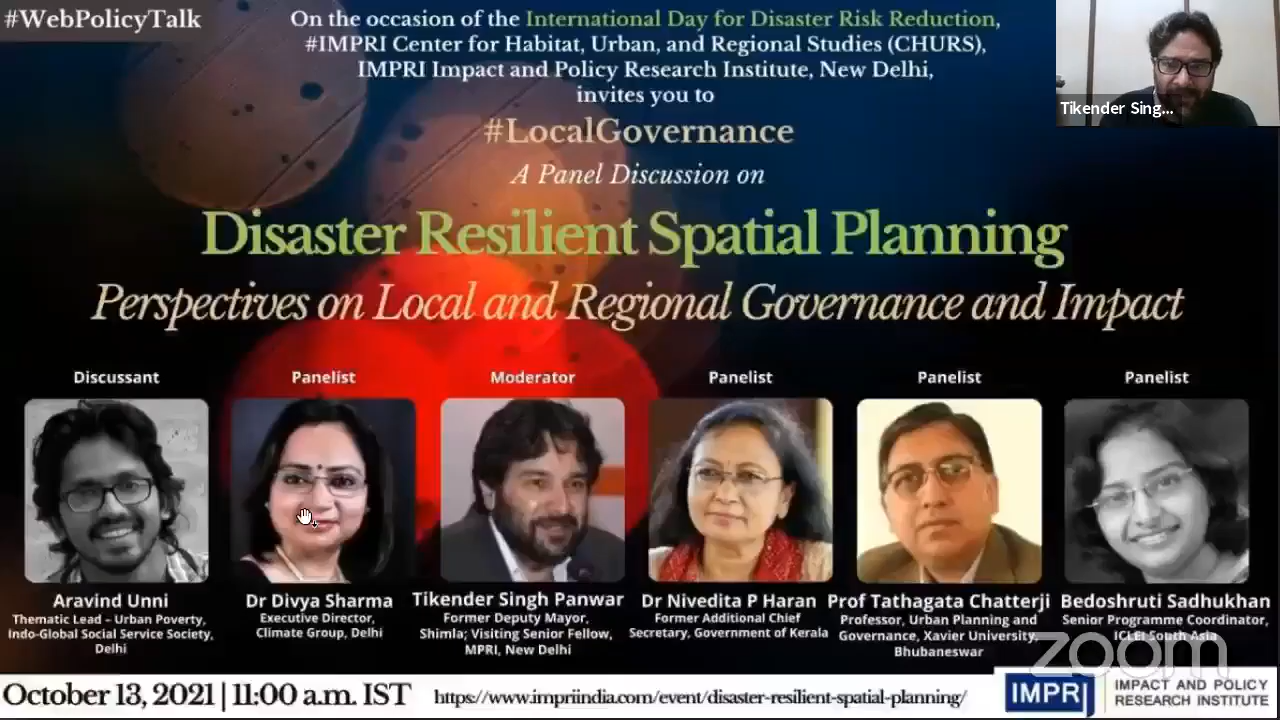 #WebPolicyTalk
On the occasion of the International Day for Disaster Risk Reduction,
#IMPRI Center for Habitat, Urban, and Regional Studies (CHURS),
IMPRI Impact and Policy Research Institute, New Delhi,
invites you to
#LocalGovernance
A Panel Discussion on
Disaster Resilient Spatial Planning
Perspectives on Local and Regional Governance and Impact
Tikender Sing...
Discussant
Aravind Unni
Thematic Lead – Urban Poverty,
Indo-Global Social Service Society,
Delhi
Panelist
Dr Divya Sharma
Executive Director,
Climate Group, Delhi
Moderator
Tikender Singh Panwar
Former Deputy Mayor,
Shimla; Visiting Senior Fellow,
MPRI, New Delhi
Panelist
Dr Nivedita P Haran
Former Additional Chief
Secretary, Government of Kerala
Panelist
Prof Tathagata Chatterji
Professor, Urban Planning and
Governance, Xavier University,
Bhubaneswar
Panelist
Bedoshruti Sadhukhan
Senior Programme Coordinator,
ICLEI South Asia
zoom
October 13, 2021 | 11:00 a.m. IST
https://www.impriindia.com/event/disaster-resilient-spatial-planning/
IMPRI
IMPACT AND POLICY
RESEARCH INSTITUTE